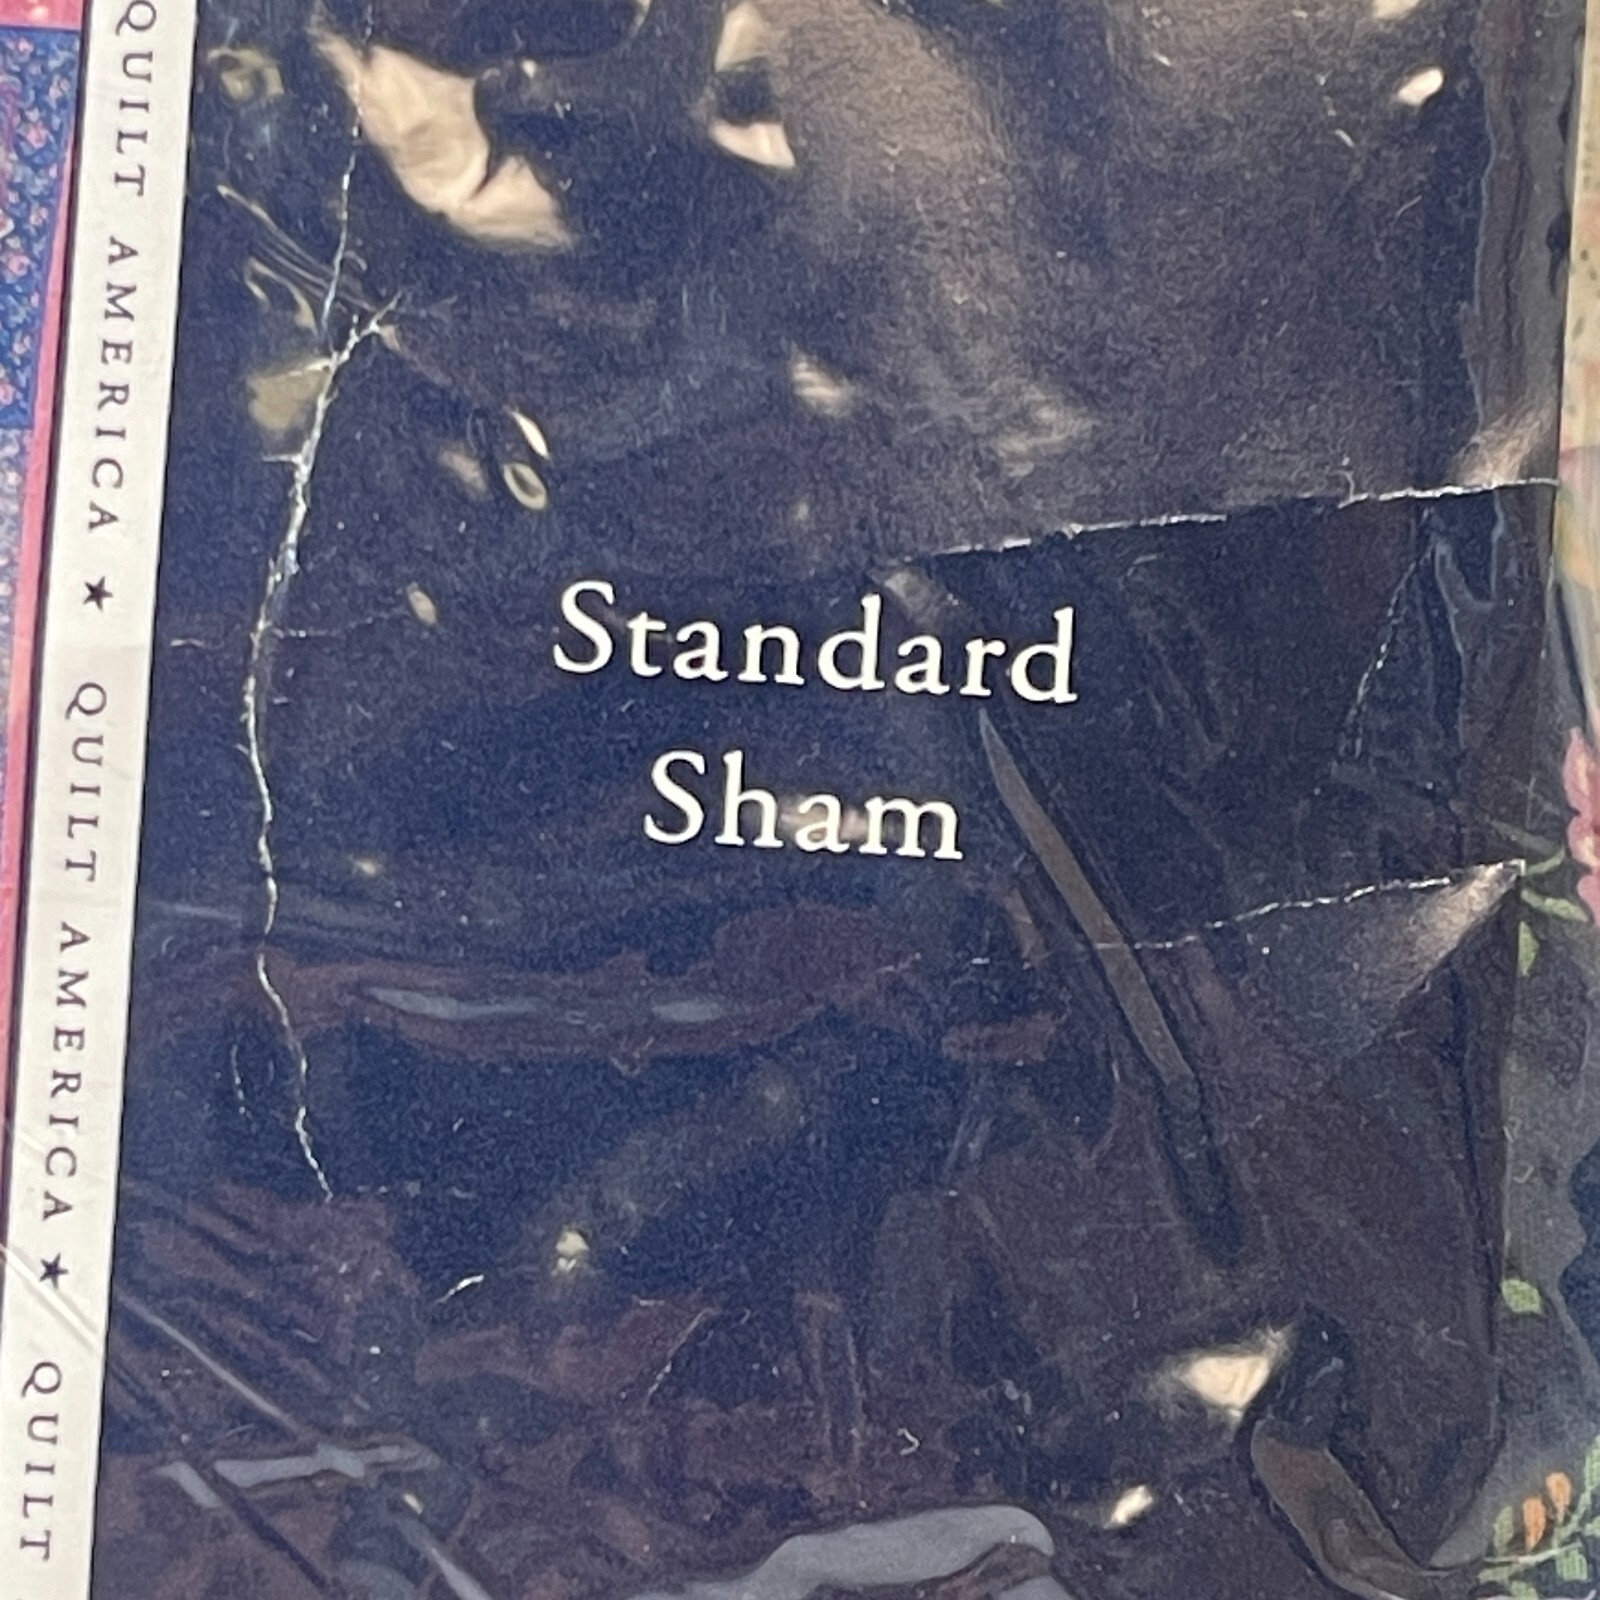 QUILT AMERICA ★ QUILT AMERICA ★ QUILT
Standard
Sham